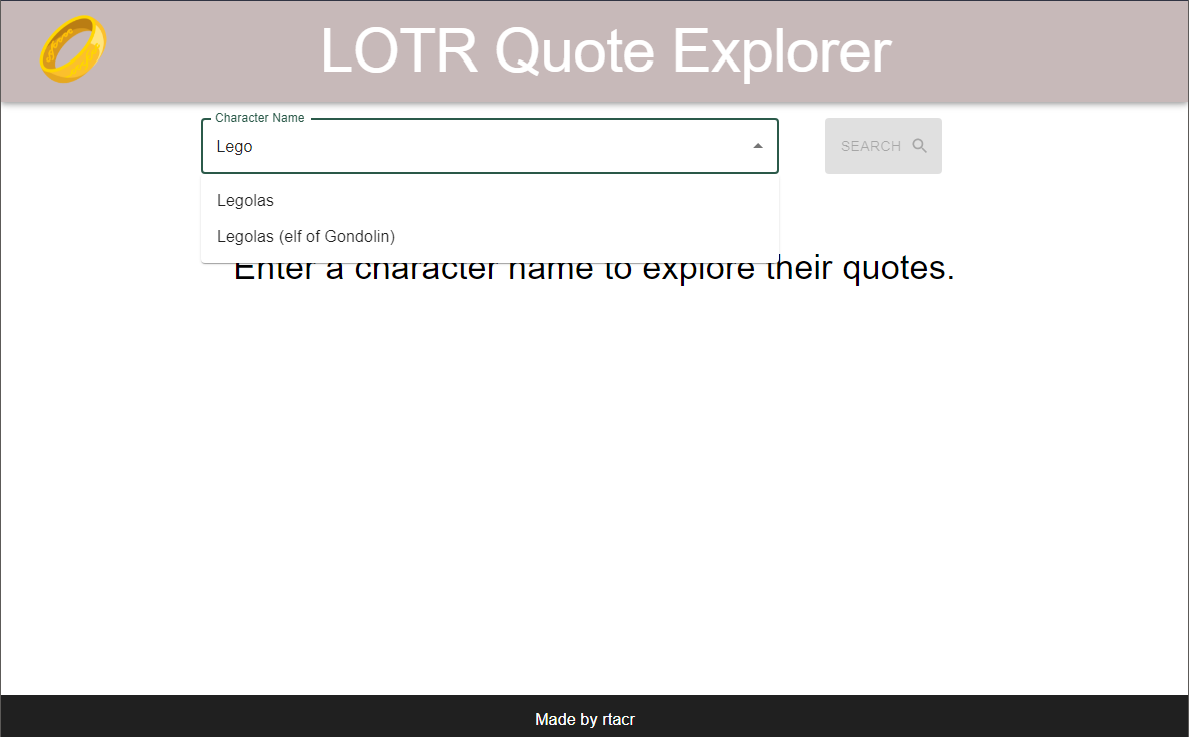 LOTR Quote Explorer
Character Name
Lego
SEARCH
Legolas
Legolas (elf of Gondolin)
Enter a character name to explore their quotes.
Made by rtacr